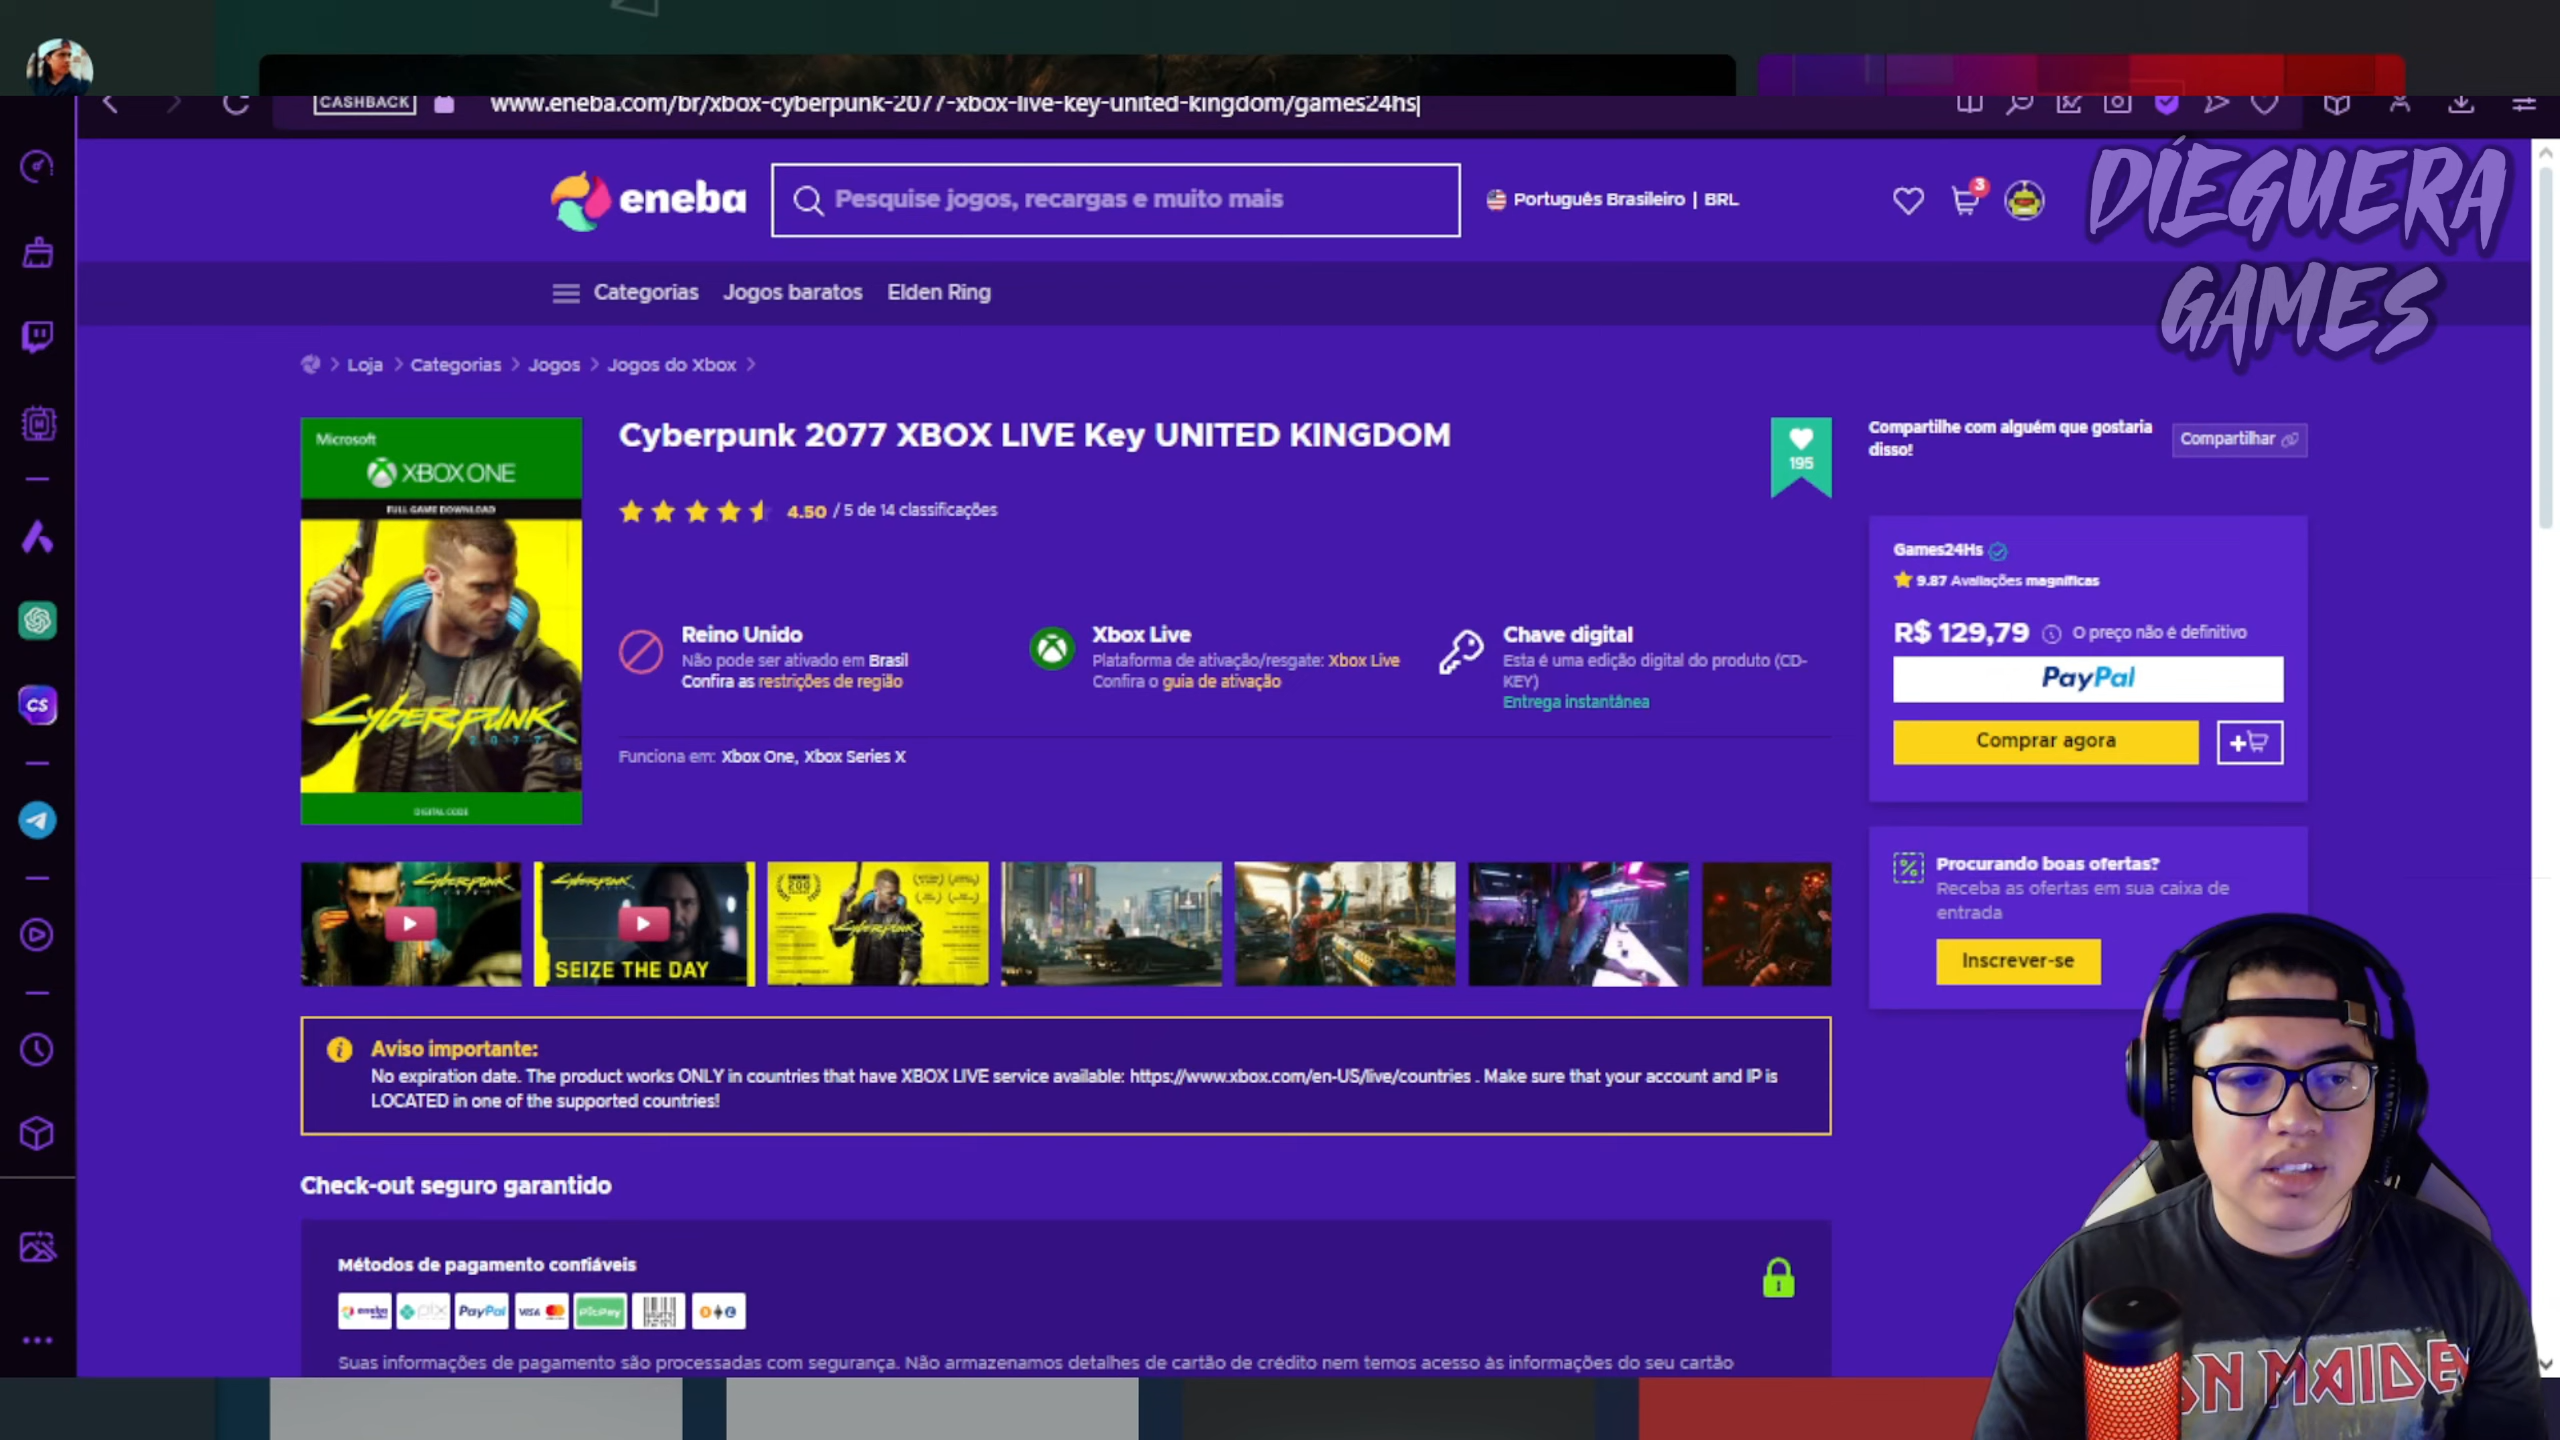 CASHBACK
www.eneba.com/br/xbox-cyberpunk-2077-xbox-live-key-united-kingdom/games24hs
eneba
Pesquise jogos, recargas e muito mais
Português Brasileiro | BRL
3
DIEGUERA
GAMES
Categorias
Jogos baratos
Elden Ring
Loja
Categorias
Jogos
Jogos do Xbox
Microsoft
XBOX ONE
FULL GAME DOWNLOAD
CYBERPUNK
2077
DIGITAL CODE
Cyberpunk 2077 XBOX LIVE Key UNITED KINGDOM
4.50 / 5 de 14 classificações
195
Compartilhe com alguém que gostaria
disso!
Compartilhar
Reino Unido
Não pode ser ativado em Brasil
Confira as restrições de região
Xbox Live
Plataforma de ativação/resgate: Xbox Live
Confira o guia de ativação
Chave digital
Esta é uma edição digital do produto (CD-
KEY)
Entrega instantânea
Funciona em: Xbox One, Xbox Series X
Games24Hs
9.87 Avaliações magníficas
R$ 129,79
O preço não é definitivo
PayPal
Comprar agora
Procurando boas ofertas?
Receba as ofertas em sua caixa de
entrada
Inscrever-se
CS
CYBERPUNK
CYBERPUNK
SEIZE THE DAY
200
CYBERPUNK
Aviso importante:
No expiration date. The product works ONLY in countries that have XBOX LIVE service available: https://www.xbox.com/en-US/live/countries . Make sure that your account and IP is
LOCATED in one of the supported countries!
Check-out seguro garantido
Métodos de pagamento confiáveis
eneba
pix
PayPal
VISA
PicPay
Suas informações de pagamento são processadas com segurança. Não armazenamos detalhes de cartão de crédito nem temos acesso às informações do seu cartão
ON MAIDE